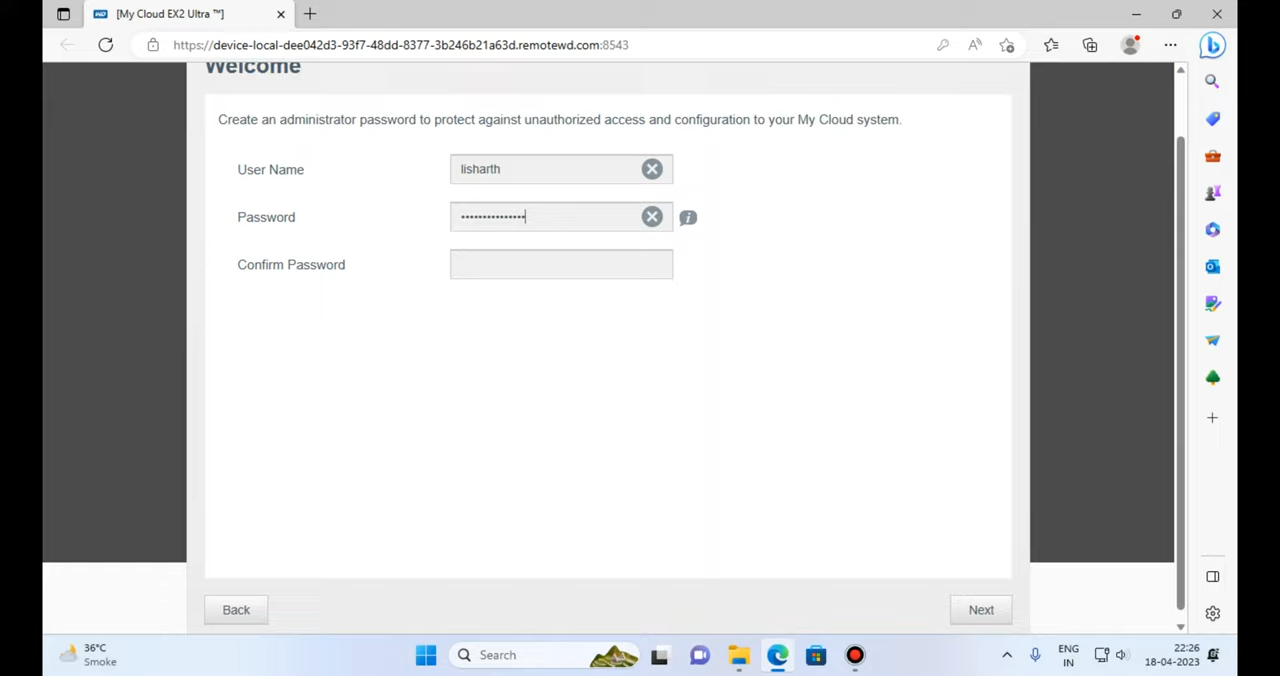 [My Cloud EX2 Ultra ™]
https://device-local-dee042d3-93f7-48dd-8377-3b246b21a63d.remotewd.com:8543
Welcome
Create an administrator password to protect against unauthorized access and configuration to your My Cloud system.
User Name
lisharth
Password
•••••••••••••••
Confirm Password
Back
Next
36°C
Smoke
Search
ENG
IN
22:26
18-04-2023